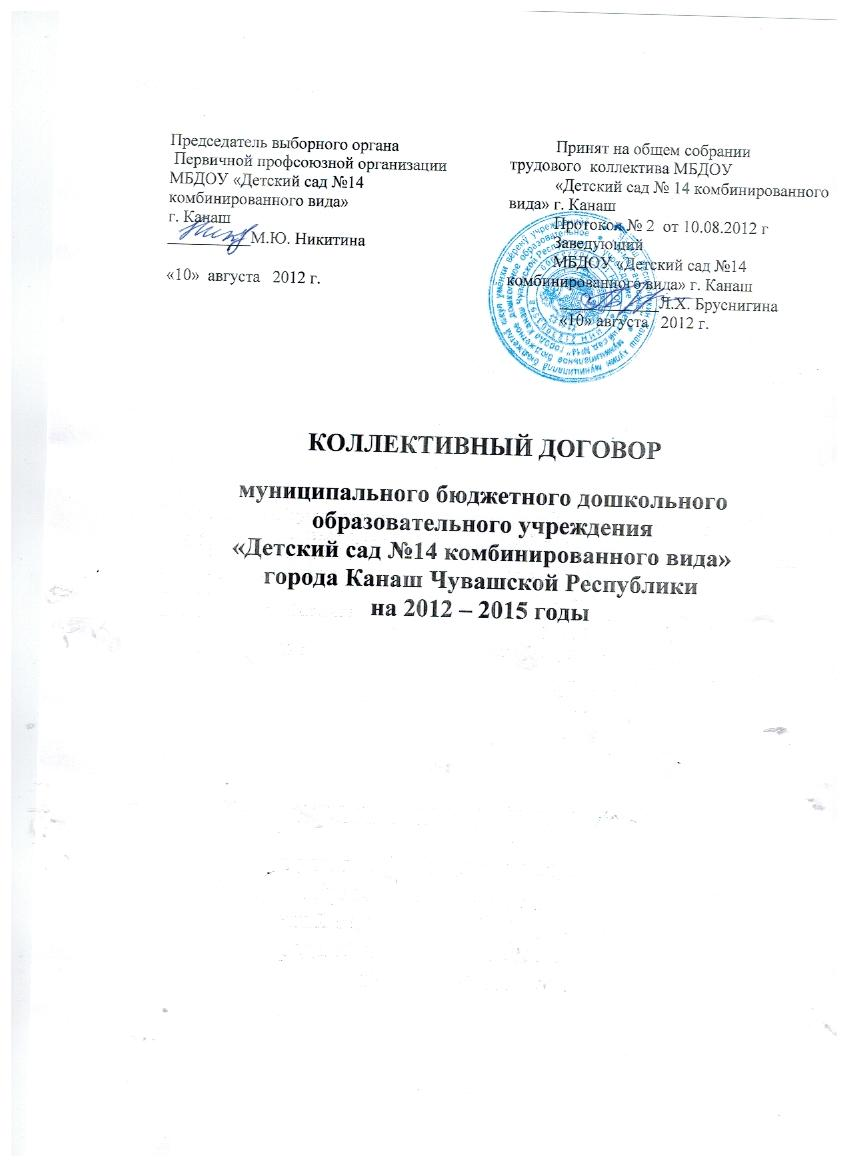 Председатель выборного органа
Первичной профсоюзной организации
МБДОУ «Детский сад №14
комбинированного вида»
г. Канаш
__________М.Ю. Никитина
«10» августа 2012 г.
Принят на общем собрании
трудового коллектива МБДОУ
«Детский сад № 14 комбинированного
вида» г. Канаш
Протокол № 2 от 10.08.2012 г
Заведующий
МБДОУ «Детский сад №14
комбинированного вида» г. Канаш
____________Л.Х. Бруснигина
«10» августа 2012 г.
КОЛЛЕКТИВНЫЙ ДОГОВОР
муниципального бюджетного дошкольного
образовательного учреждения
«Детский сад №14 комбинированного вида»
города Канаш Чувашской Республики
на 2012 – 2015 годы